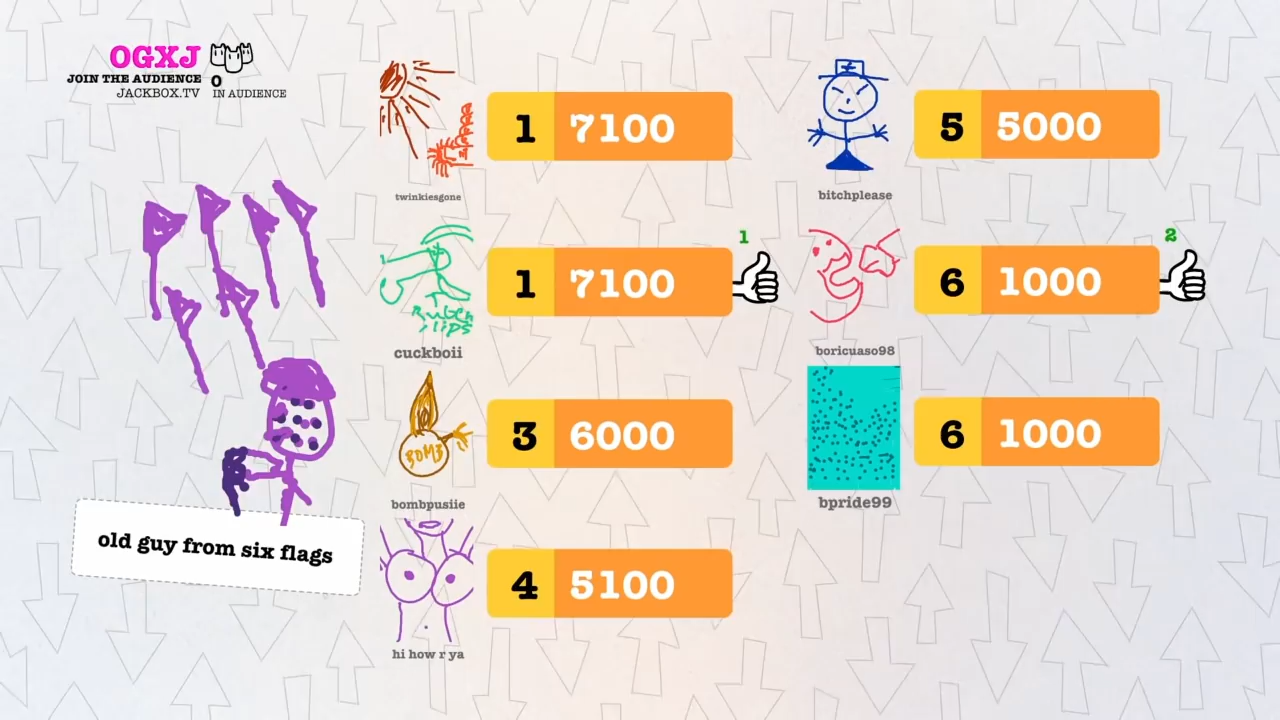 OGXJ
JOIN THE AUDIENCE
JACKBOX.TV
0
IN AUDIENCE
old guy from six flags
1 7100
twinkiesgone
1 7100
1
cuckboii
BOMB
3 6000
bombpusiie
4 5100
hi how r ya
5 5000
bitchplease
6 1000
2
boricuaso98
6 1000
bpride99